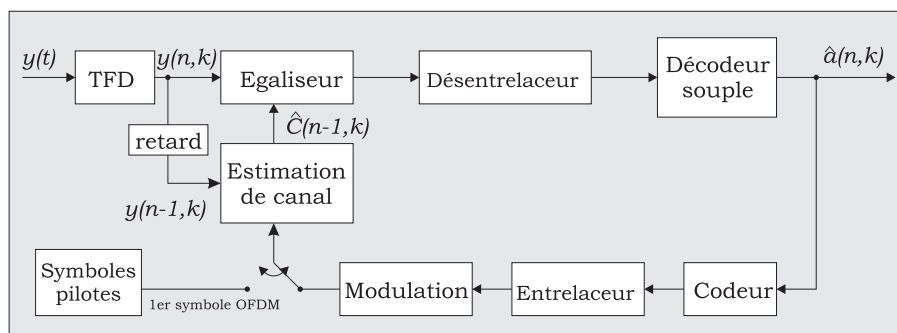 y(t)
TFD
y(n,k)
Egaliseur
Désentrelaceur
Décodeur
souple
â(n,k)
retard
Ĉ(n-1,k)
Estimation
de canal
y(n-1,k)
Symboles
pilotes
1er symbole OFDM
Modulation
Entrelaceur
Codeur